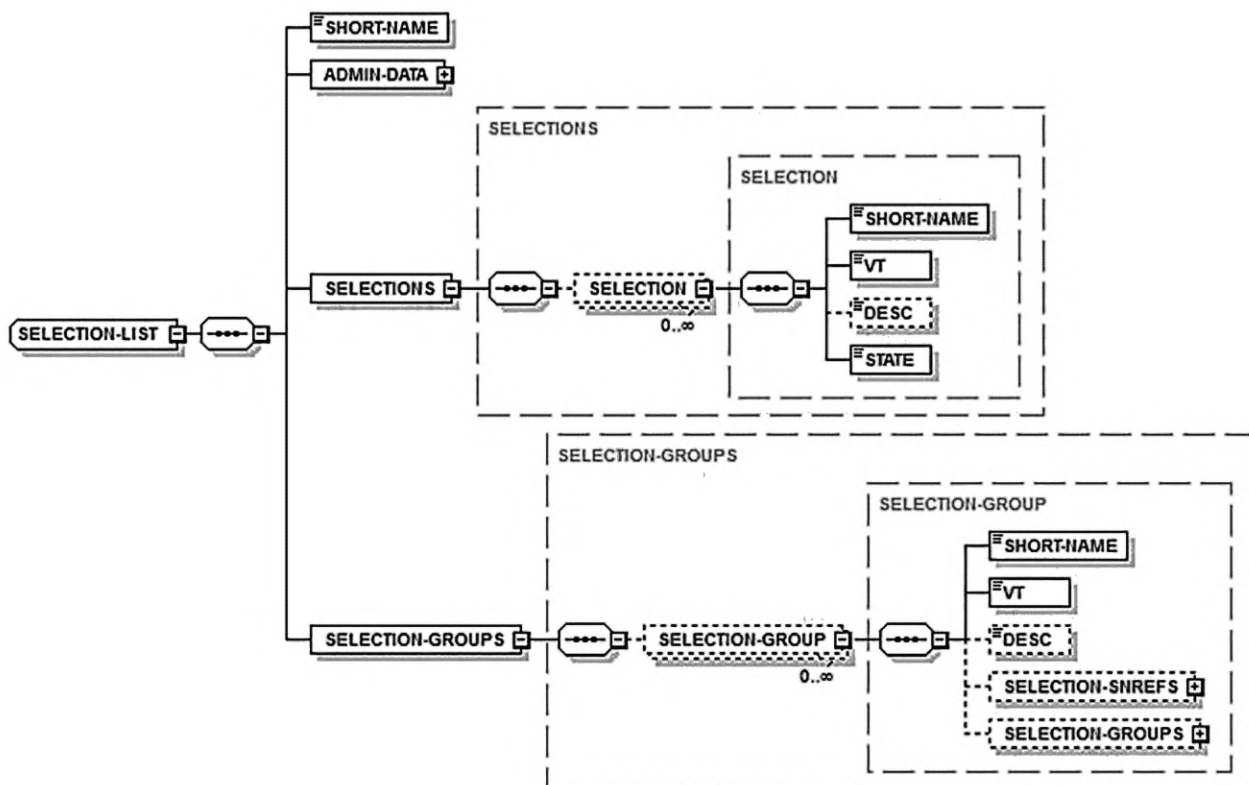 SHORT-NAME
ADMIN-DATA
SELECTIONS
SELECTION
SHORT-NAME
VT
SELECTIONS
SELECTION
0..∞
DESC
STATE
SELECTION-LIST
SELECTION-GROUPS
SELECTION-GROUP
SHORT-NAME
VT
SELECTION-GROUPS
SELECTION-GROUP
0..∞
DESC
SELECTION-SNREFS
SELECTION-GROUPS